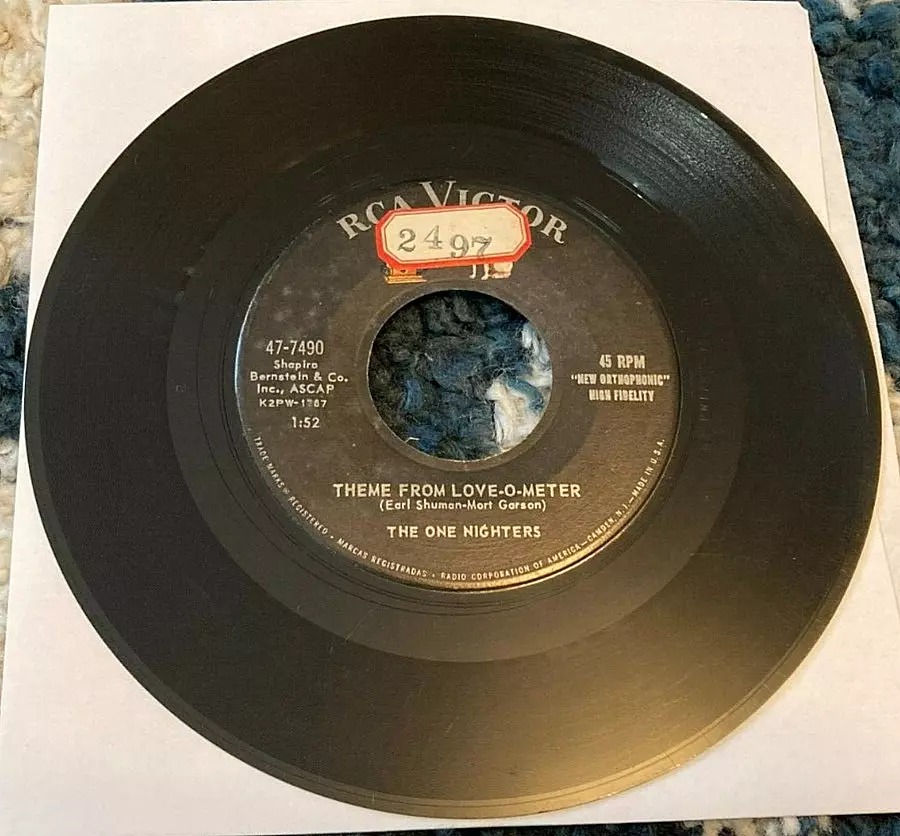 RCA VICTOR
2497
47-7490
Shapiro
Bernstein & Co.
Inc., ASCAP
1:52
45 RPM
"NEW ORTHOPHONIC"
HIGH FIDELITY
THEME FROM LOVE-O-METER
(Earl Shuman-Mort Garson)
THE ONE NIGHTERS
TRADE MARKS ® REGISTERED • MARCAS REGISTRADAS • RADIO CORPORATION OF AMERICA—CAMDEN, N.J.—MADE IN U.S.A.